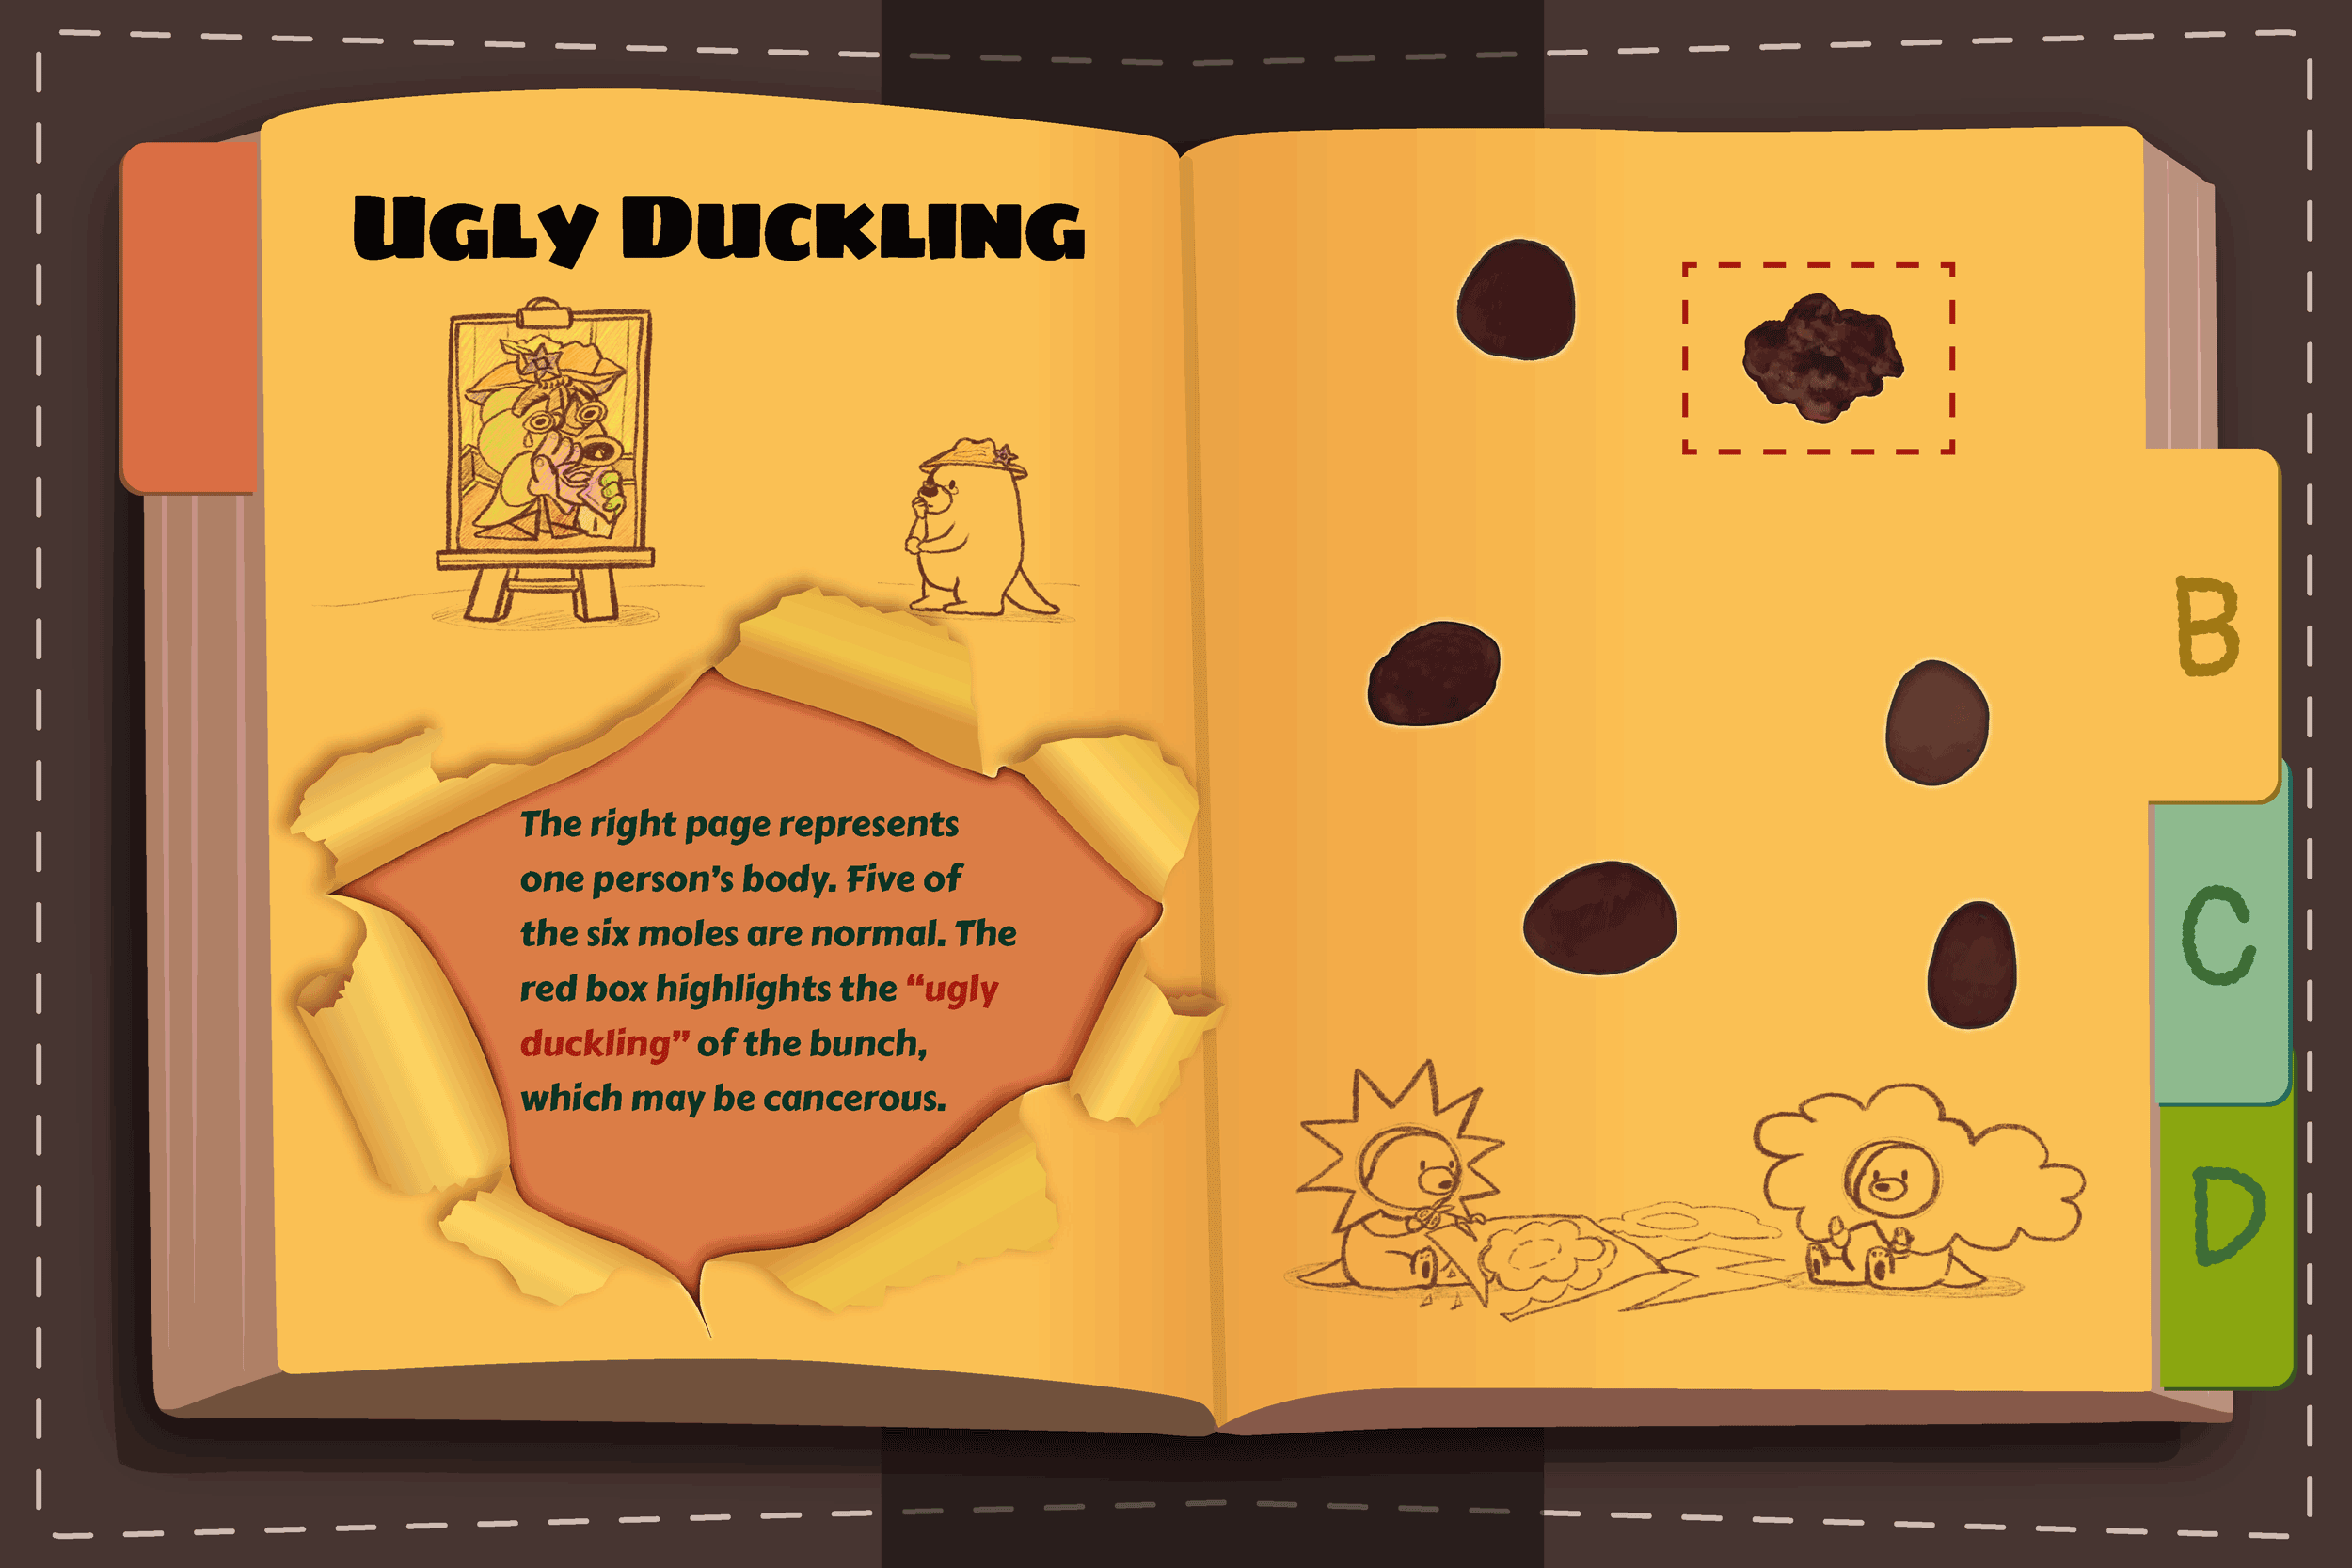 Ugly Duckling
The right page represents
one person's body. Five of
the six moles are normal. The
red box highlights the “ugly
duckling” of the bunch,
which may be cancerous.
B
C
D